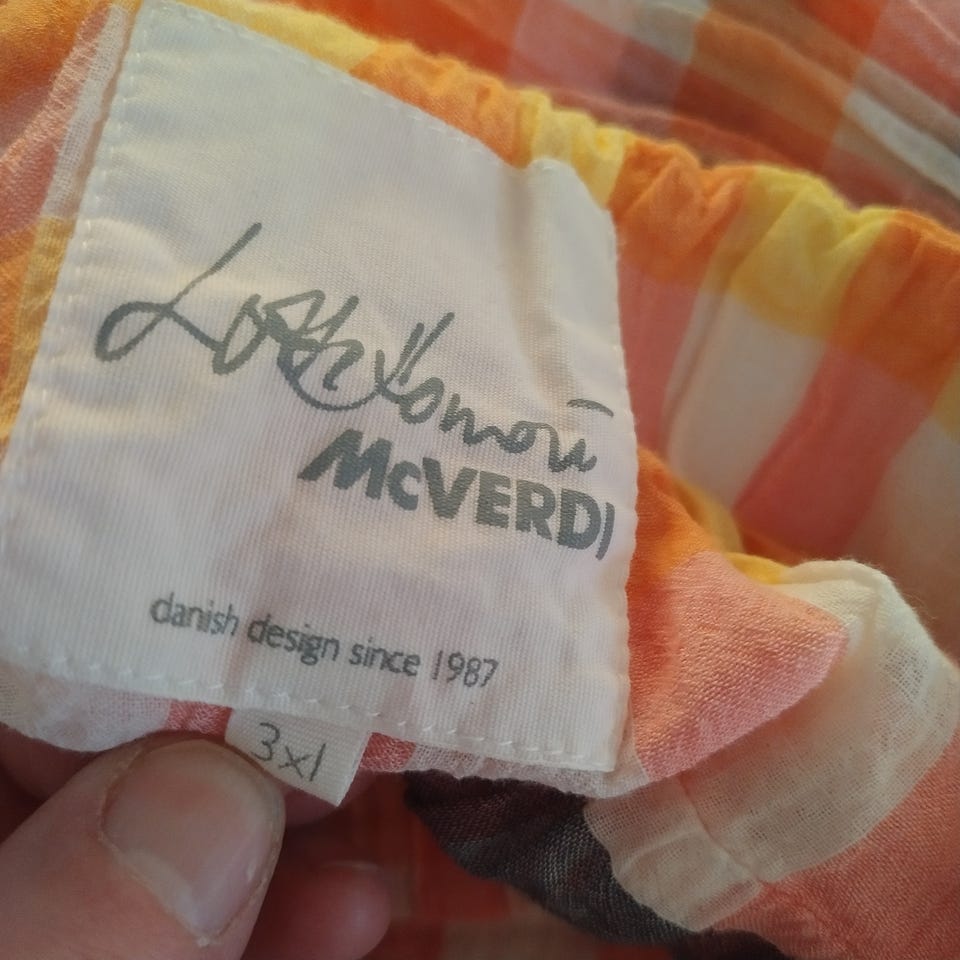 McVERDI
danish design since 1987
3xl